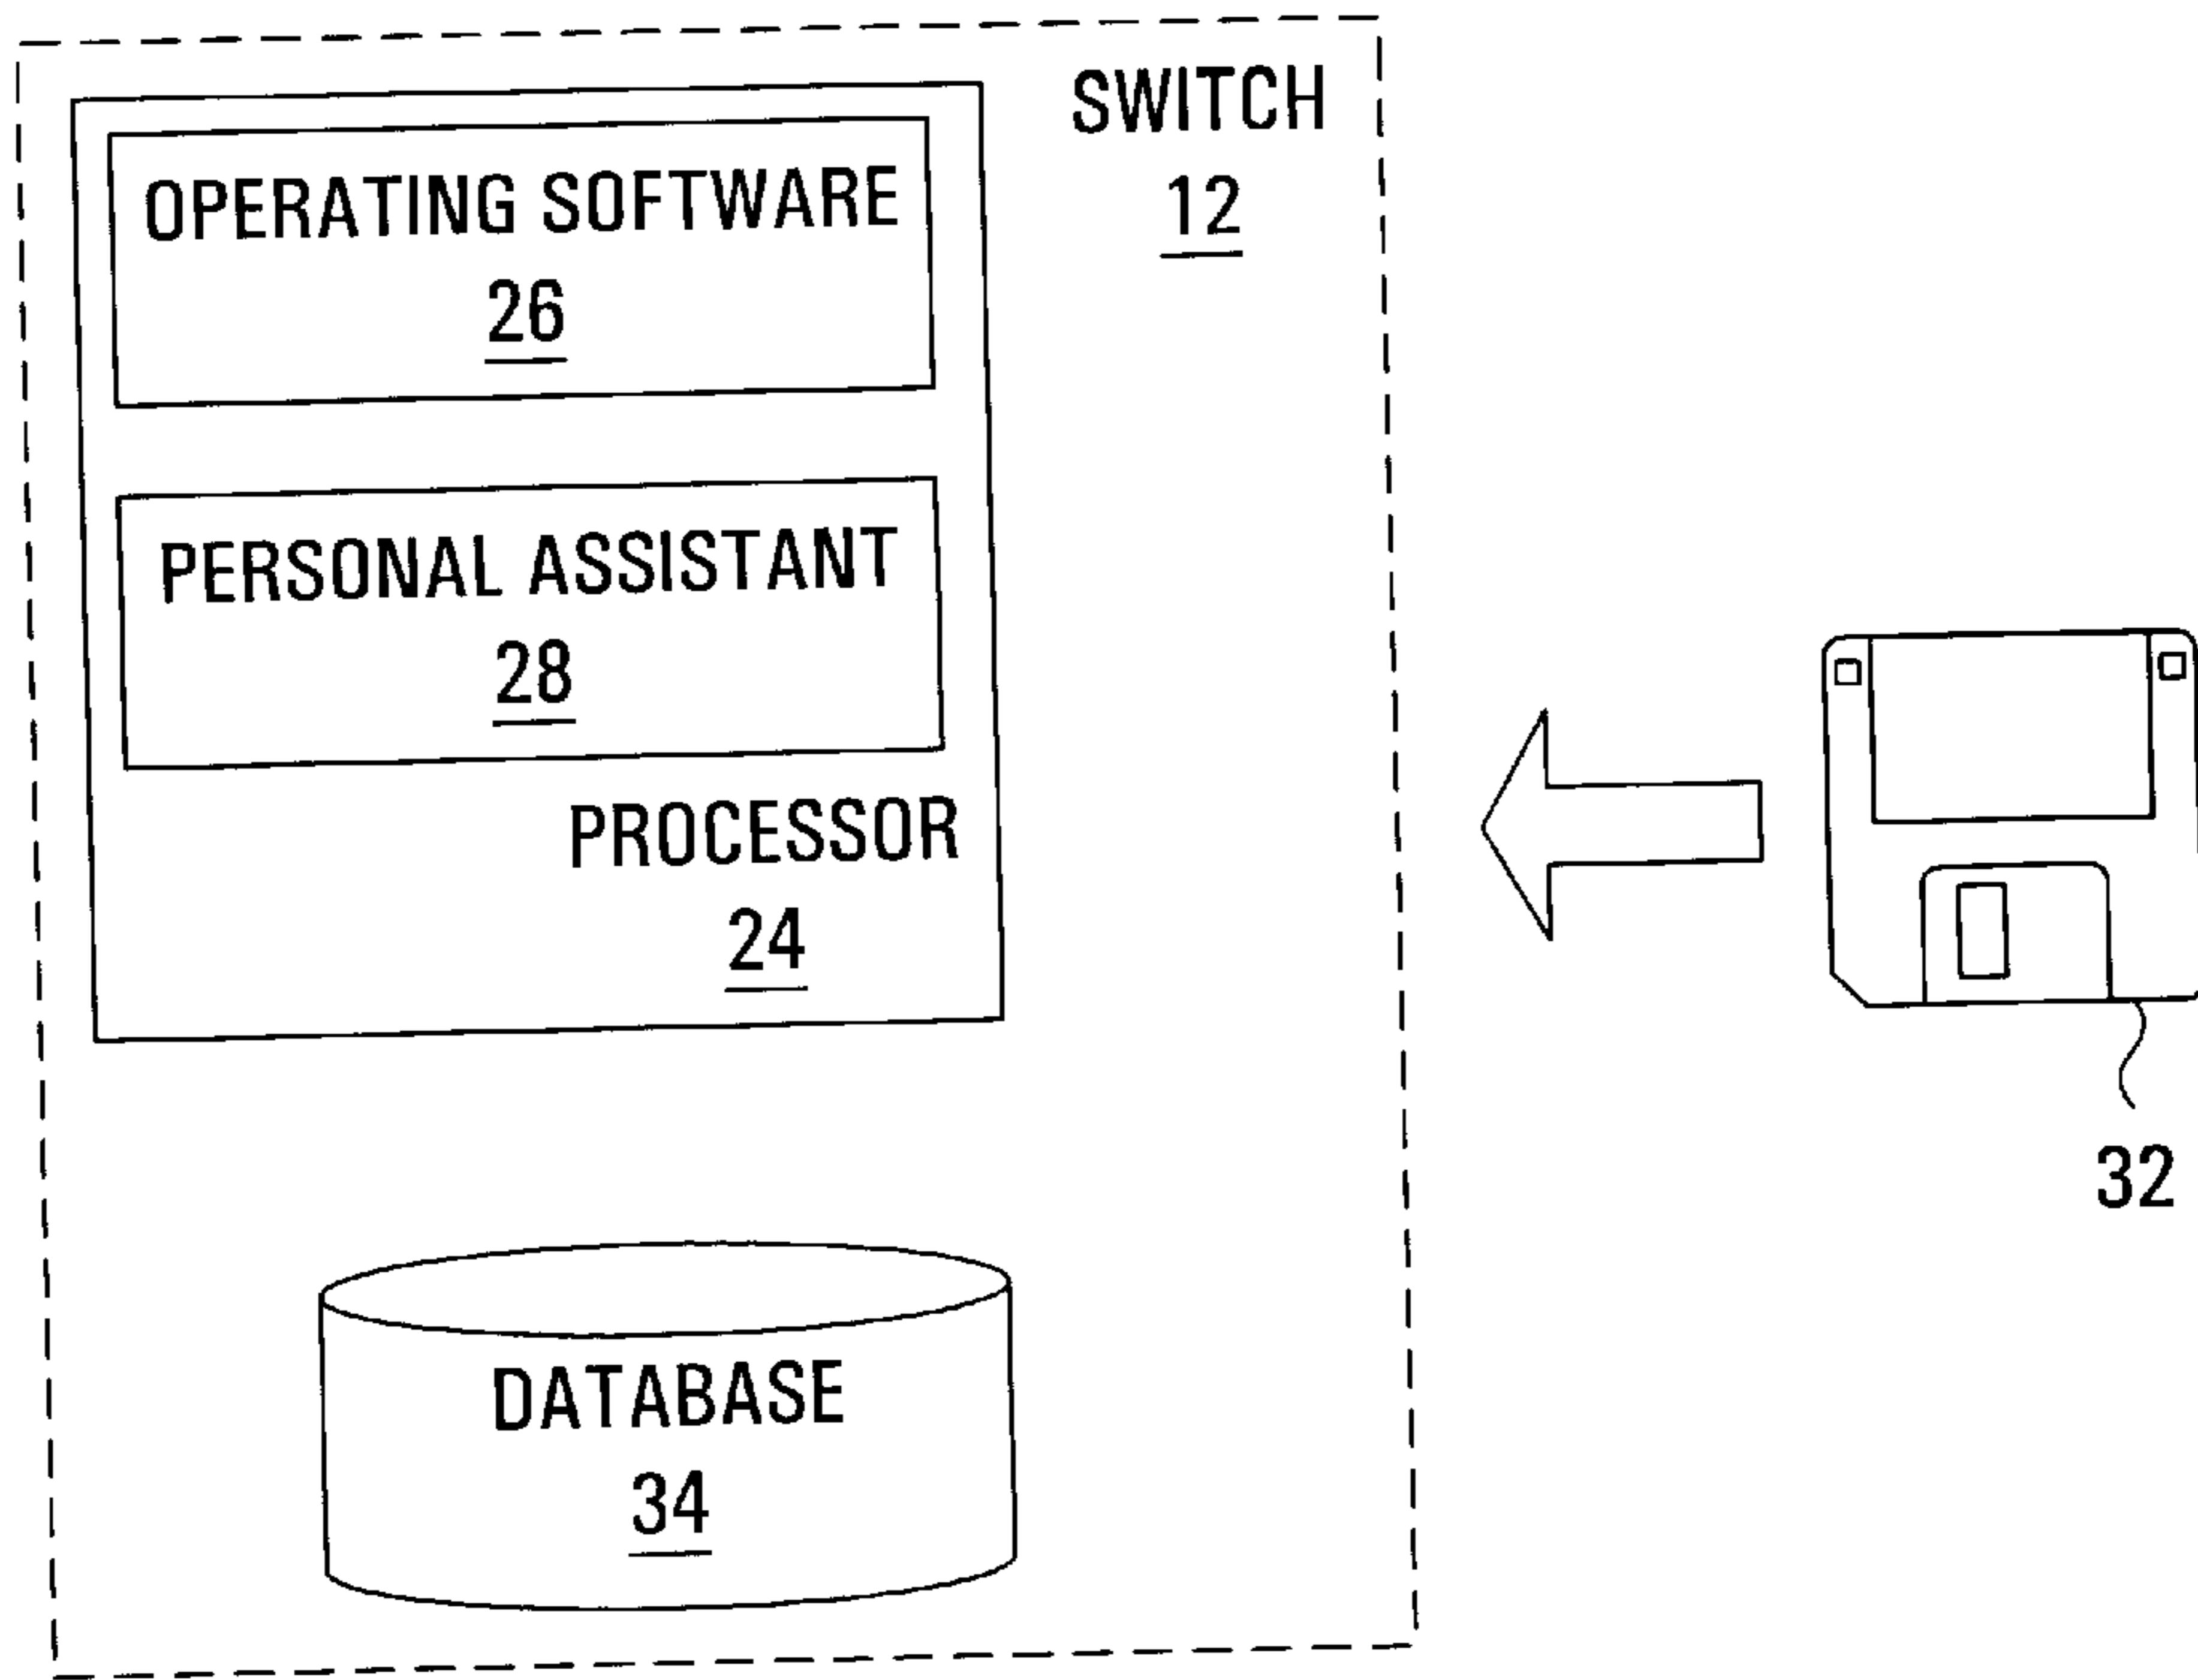 SWITCH
12
OPERATING SOFTWARE
26
PERSONAL ASSISTANT
28
PROCESSOR
24
32
DATABASE
34